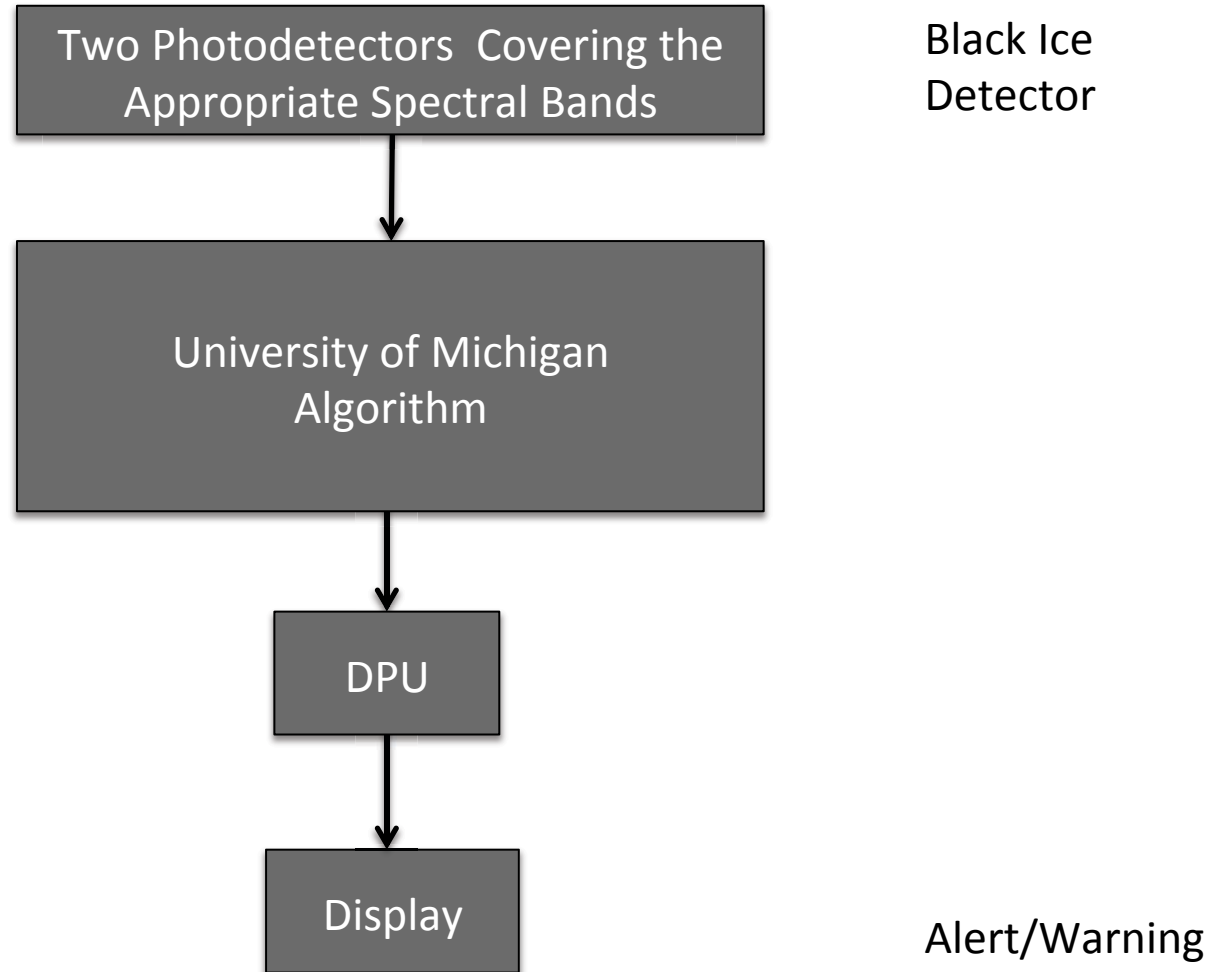 Two Photodetectors  Covering the
Appropriate Spectral Bands
Black Ice
Detector
University of Michigan
Algorithm
DPU
Display
Alert/Warning